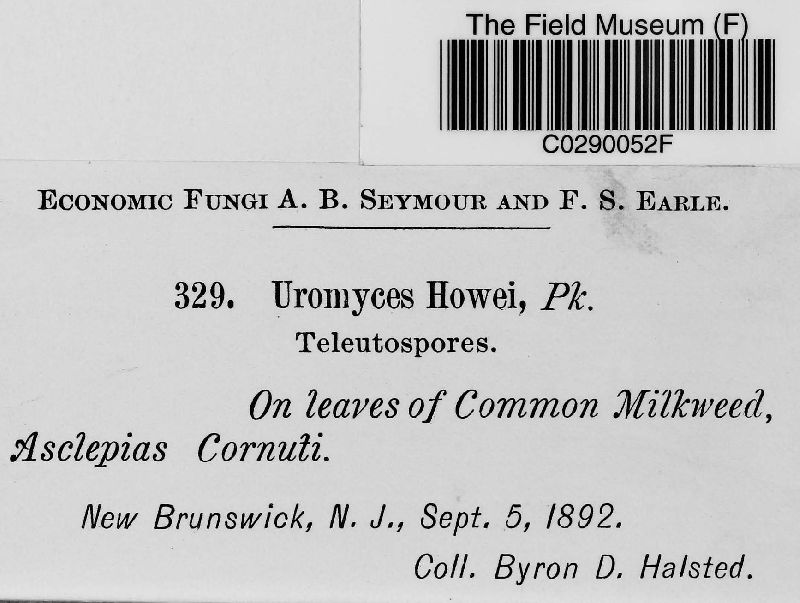 The Field Museum (F)
C0290052F
Economic Fungi A. B. Seymour and F. S. Earle.
329. Uromyces Howei, Pk.
Teleutospores.
On leaves of Common Milkweed,
Asclepias Cornuti.
New Brunswick, N. J., Sept. 5, 1892.
Coll. Byron D. Halsted.